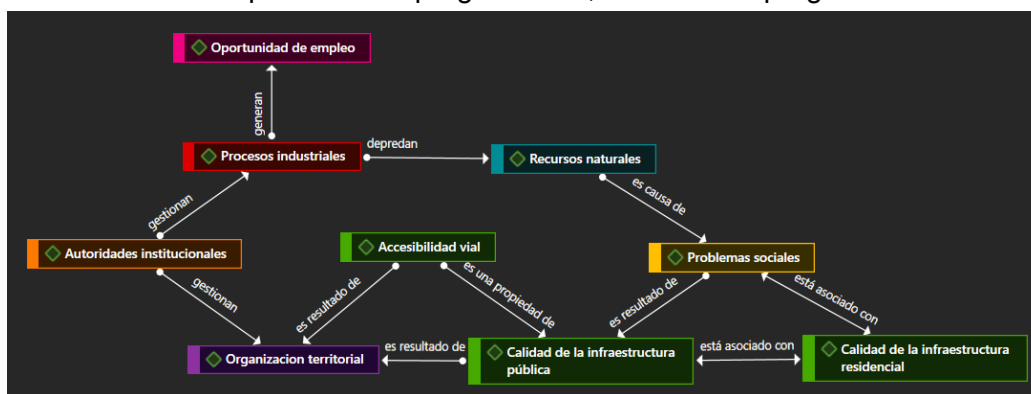 Oportunidad de empleo
generan
Procesos industriales
depredan
Recursos naturales
gestionan
es causa de
Autoridades institucionales
Accesibilidad vial
Problemas sociales
gestionan
es resultado de
es una propiedad de
es resultado de
está asociado con
Organizacion territorial
es resultado de
Calidad de la infraestructura
pública
está asociado con
Calidad de la infraestructura
residencial